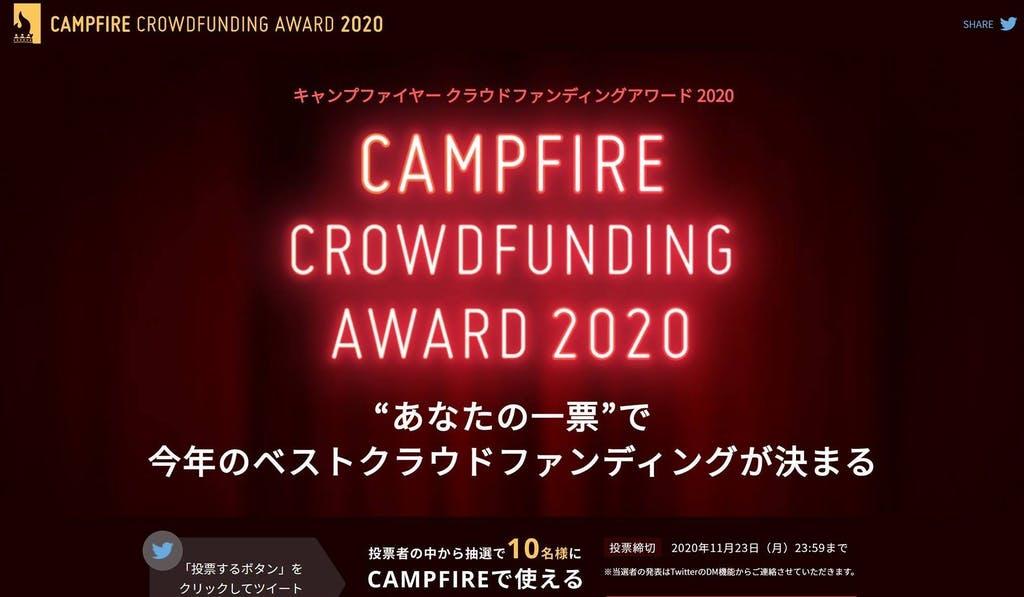 CAMPFIRE CROWDFUNDING AWARD 2020
SHARE
キャンプファイヤー クラウドファンディングアワード 2020
CAMPFIRE
CROWDFUNDING
AWARD 2020
“あなたの一票”で
今年のベストクラウドファンディングが決まる
「投票するボタン」を
クリックしてツイート
投票者の中から抽選で10名様に
CAMPFIREで使える
投票締切 2020年11月23日（月）23:59まで
※当選者の発表はTwitterのDM機能からご連絡させていただきます。